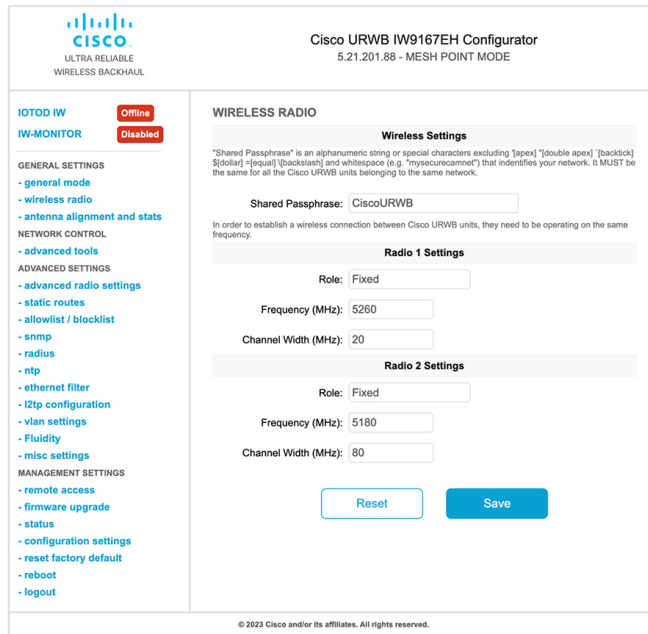 CISCO
ULTRA RELIABLE
WIRELESS BACKHAUL
Cisco URWB IW9167EH Configurator
5.21.201.88 - MESH POINT MODE
IOTOD IW Offline
IW-MONITOR Disabled
GENERAL SETTINGS
- general mode
- wireless radio
- antenna alignment and stats
NETWORK CONTROL
- advanced tools
ADVANCED SETTINGS
- advanced radio settings
- static routes
- allowlist / blocklist
- snmp
- radius
- ntp
- ethernet filter
- l2tp configuration
- vlan settings
- Fluidity
- misc settings
MANAGEMENT SETTINGS
- remote access
- firmware upgrade
- status
- configuration settings
- reset factory default
- reboot
- logout
WIRELESS RADIO
Wireless Settings
"Shared Passphrase" is an alphanumeric string or special characters excluding '[apex] "[double apex] `[backtick]
$[dollar] =[equal] \[backslash] and whitespace (e.g. "mysecurecamnet") that indentifies your network. It MUST be
the same for all the Cisco URWB units belonging to the same network.
Shared Passphrase: CiscoURWB
In order to establish a wireless connection between Cisco URWB units, they need to be operating on the same
frequency.
Radio 1 Settings
Role: Fixed
Frequency (MHz): 5260
Channel Width (MHz): 20
Radio 2 Settings
Role: Fixed
Frequency (MHz): 5180
Channel Width (MHz): 80
Reset Save
© 2023 Cisco and/or its affiliates. All rights reserved.